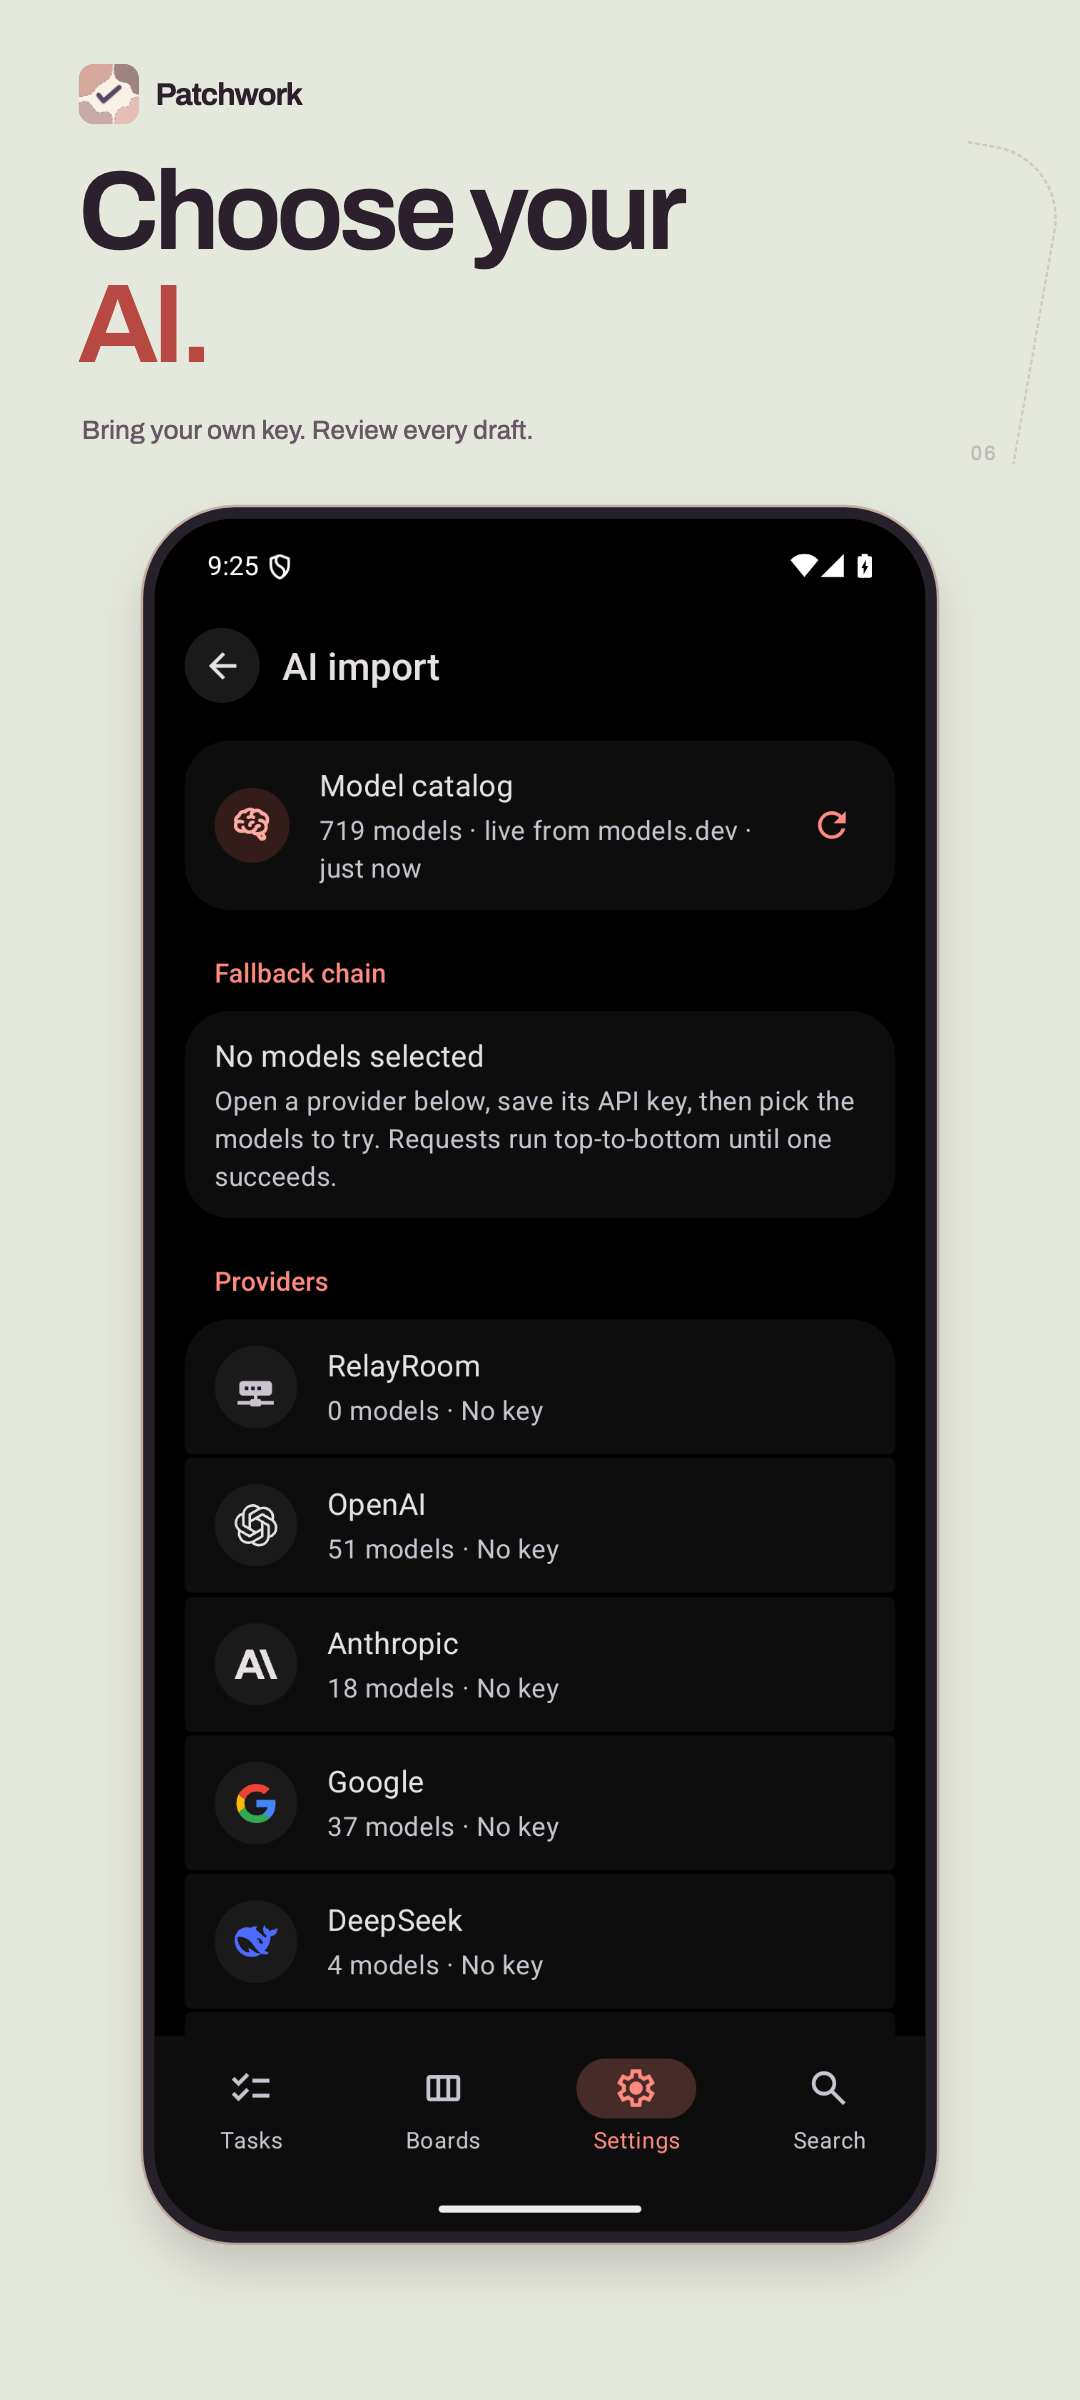 Patchwork
Choose your
AI.
Bring your own key. Review every draft.
06
9:25
AI import
Model catalog
719 models · live from models.dev ·
just now
Fallback chain
No models selected
Open a provider below, save its API key, then pick the
models to try. Requests run top-to-bottom until one
succeeds.
Providers
RelayRoom
0 models · No key
OpenAI
51 models · No key
Anthropic
18 models · No key
Google
37 models · No key
DeepSeek
4 models · No key
Tasks
Boards
Settings
Search